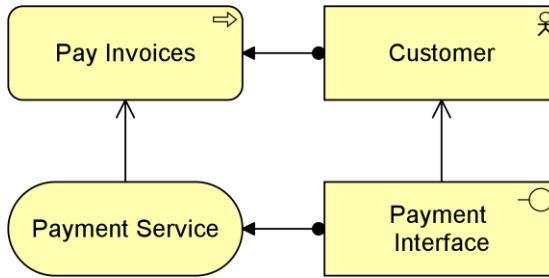 Pay Invoices
Customer
Payment Service
Payment
Interface